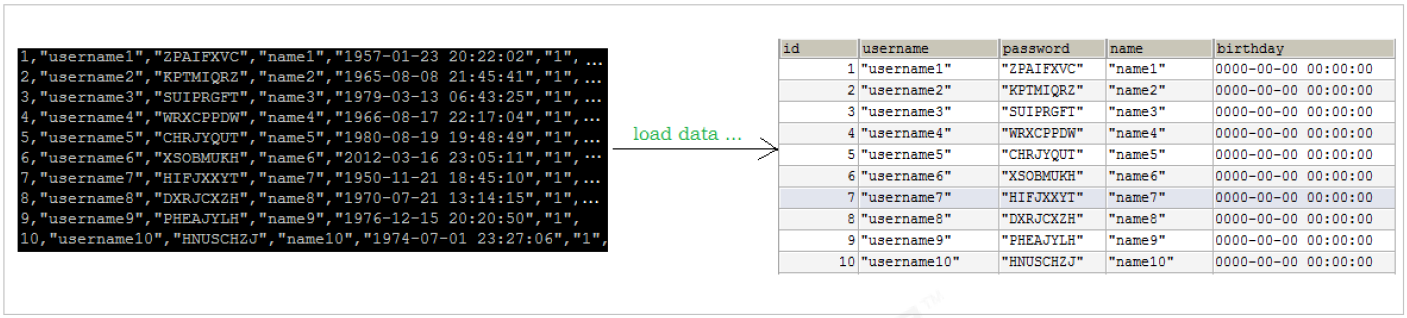 1,"username1","ZPAIFXVC","name1","1957-01-23 20:22:02","1", ...
2,"username2","KPTMIQRZ","name2","1965-08-08 21:45:41","1", ...
3,"username3","SUIPRGFT","name3","1979-03-13 06:43:25","1", ...
4,"username4","WRXCPPDW","name4","1966-08-17 22:17:04","1", ...
5,"username5","CHRJYQUT","name5","1980-08-19 19:48:49","1", ...
6,"username6","XSOBMUKH","name6","2012-03-16 23:05:11","1", ...
7,"username7","HIFJXXYT","name7","1950-11-21 18:45:10","1", ...
8,"username8","DXRJCXZH","name8","1970-07-21 13:14:15","1", ...
9,"username9","PHEAJYLH","name9","1976-12-15 20:20:50","1",
10,"username10","HNUSCHZJ","name10","1974-07-01 23:27:06","1",
load data ...
id username password name birthday
1 "username1" "ZPAIFXVC" "name1" 0000-00-00 00:00:00
2 "username2" "KPTMIQRZ" "name2" 0000-00-00 00:00:00
3 "username3" "SUIPRGFT" "name3" 0000-00-00 00:00:00
4 "username4" "WRXCPPDW" "name4" 0000-00-00 00:00:00
5 "username5" "CHRJYQUT" "name5" 0000-00-00 00:00:00
6 "username6" "XSOBMUKH" "name6" 0000-00-00 00:00:00
7 "username7" "HIFJXXYT" "name7" 0000-00-00 00:00:00
8 "username8" "DXRJCXZH" "name8" 0000-00-00 00:00:00
9 "username9" "PHEAJYLH" "name9" 0000-00-00 00:00:00
10 "username10" "HNUSCHZJ" "name10" 0000-00-00 00:00:00